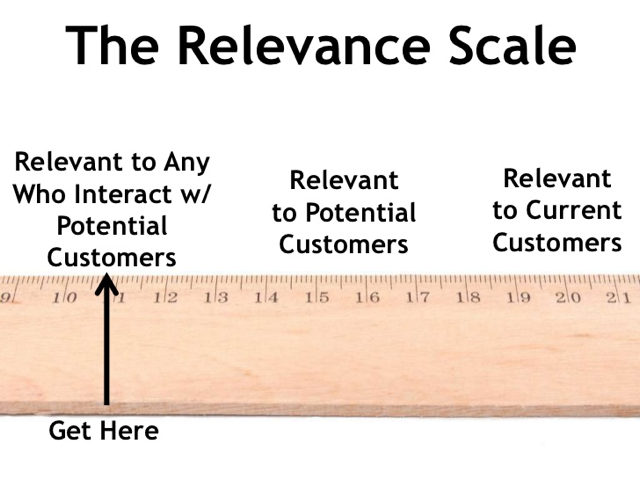 The Relevance Scale
Relevant to Any
Who Interact w/
Potential
Customers
Relevant
to Potential
Customers
Relevant
to Current
Customers
9 10 11 12 13 14 15 16 17 18 19 20 21
Get Here